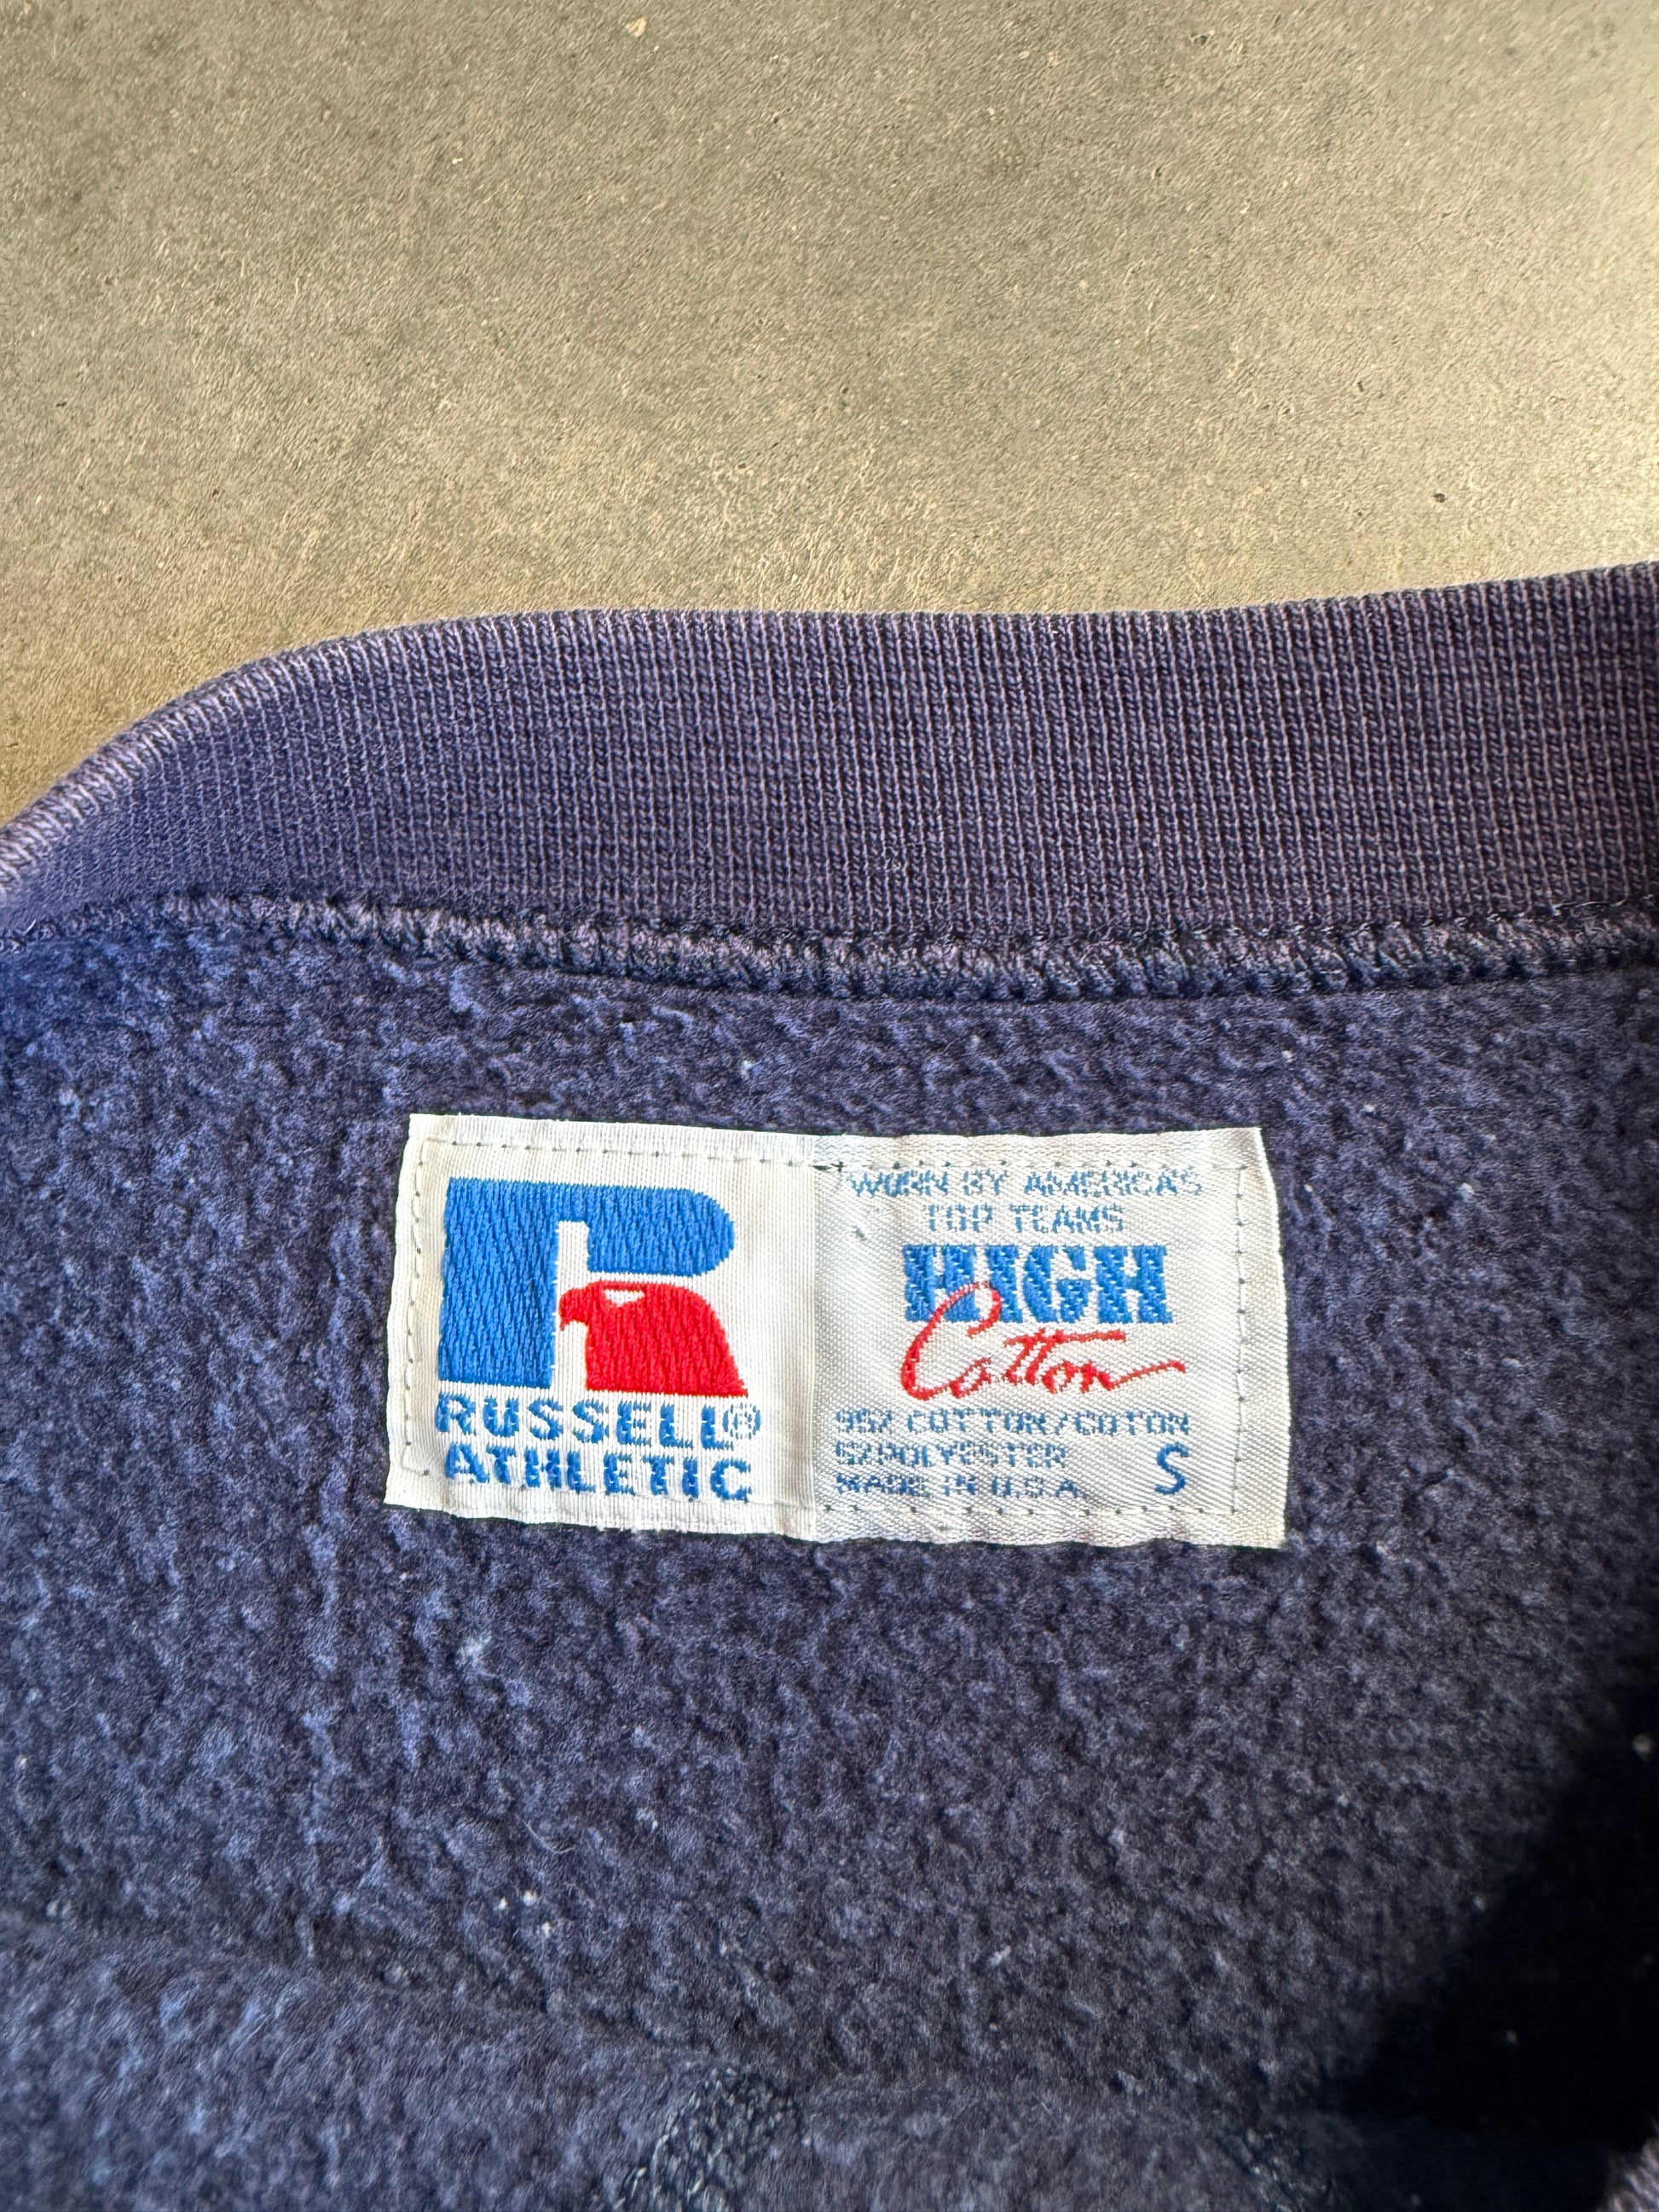 RUSSELL®
ATHLETIC
WORN BY AMERICA'S
TOP TEAMS
HIGH
Cotton
95% COTTON/COTON
5% POLYESTER
MADE IN U.S.A.
S